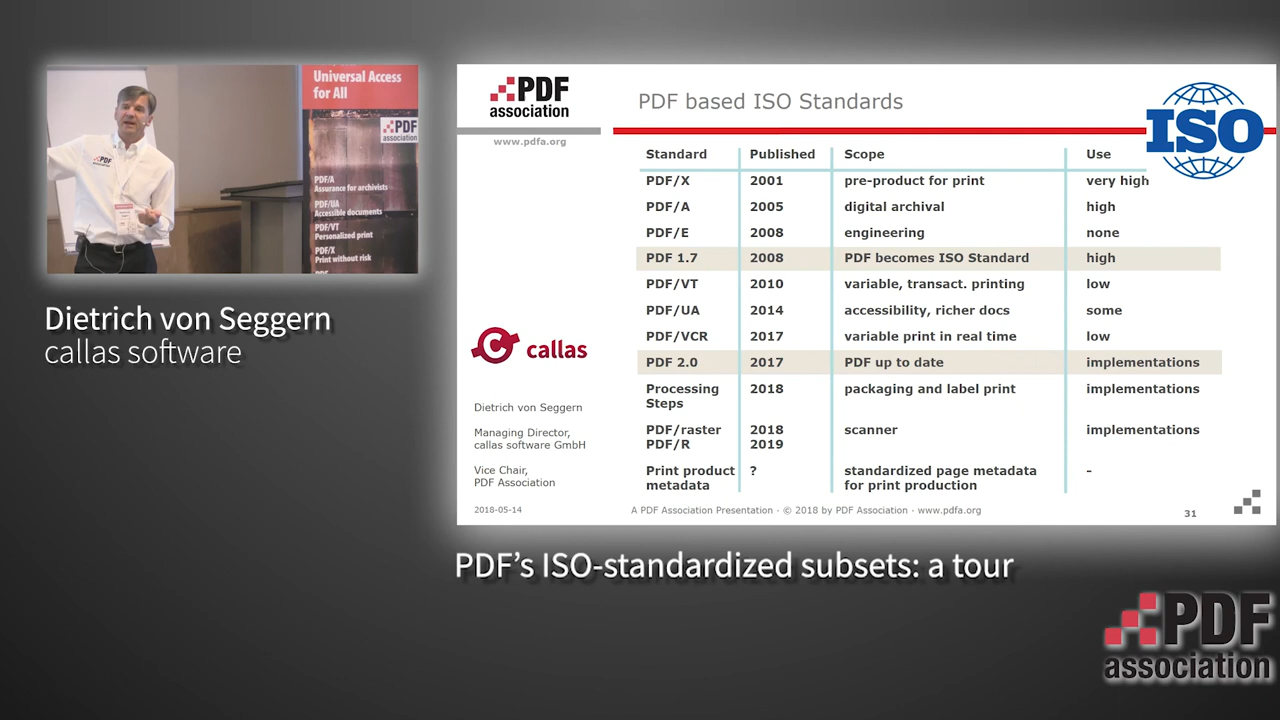 Universal Access
for All
PDF
association
PDF/A
Assurance for archivists
PDF/UA
Accessible documents
PDF/VT
Personalized print
PDF/X
Print without risk
PDF
association
Dietrich von Seggern
callas software
PDF
association
www.pdfa.org
PDF based ISO Standards
ISO
Standard Published Scope Use
PDF/X 2001 pre-product for print very high
PDF/A 2005 digital archival high
PDF/E 2008 engineering none
PDF 1.7 2008 PDF becomes ISO Standard high
PDF/VT 2010 variable, transact. printing low
PDF/UA 2014 accessibility, richer docs some
PDF/VCR 2017 variable print in real time low
PDF 2.0 2017 PDF up to date implementations
Processing 2018 packaging and label print implementations
Steps
PDF/raster 2018 scanner implementations
PDF/R 2019
Print product ? standardized page metadata -
metadata for print production
callas
Dietrich von Seggern
Managing Director,
callas software GmbH
Vice Chair,
PDF Association
2018-05-14
A PDF Association Presentation · © 2018 by PDF Association · www.pdfa.org
31
PDF's ISO-standardized subsets: a tour
PDF
association